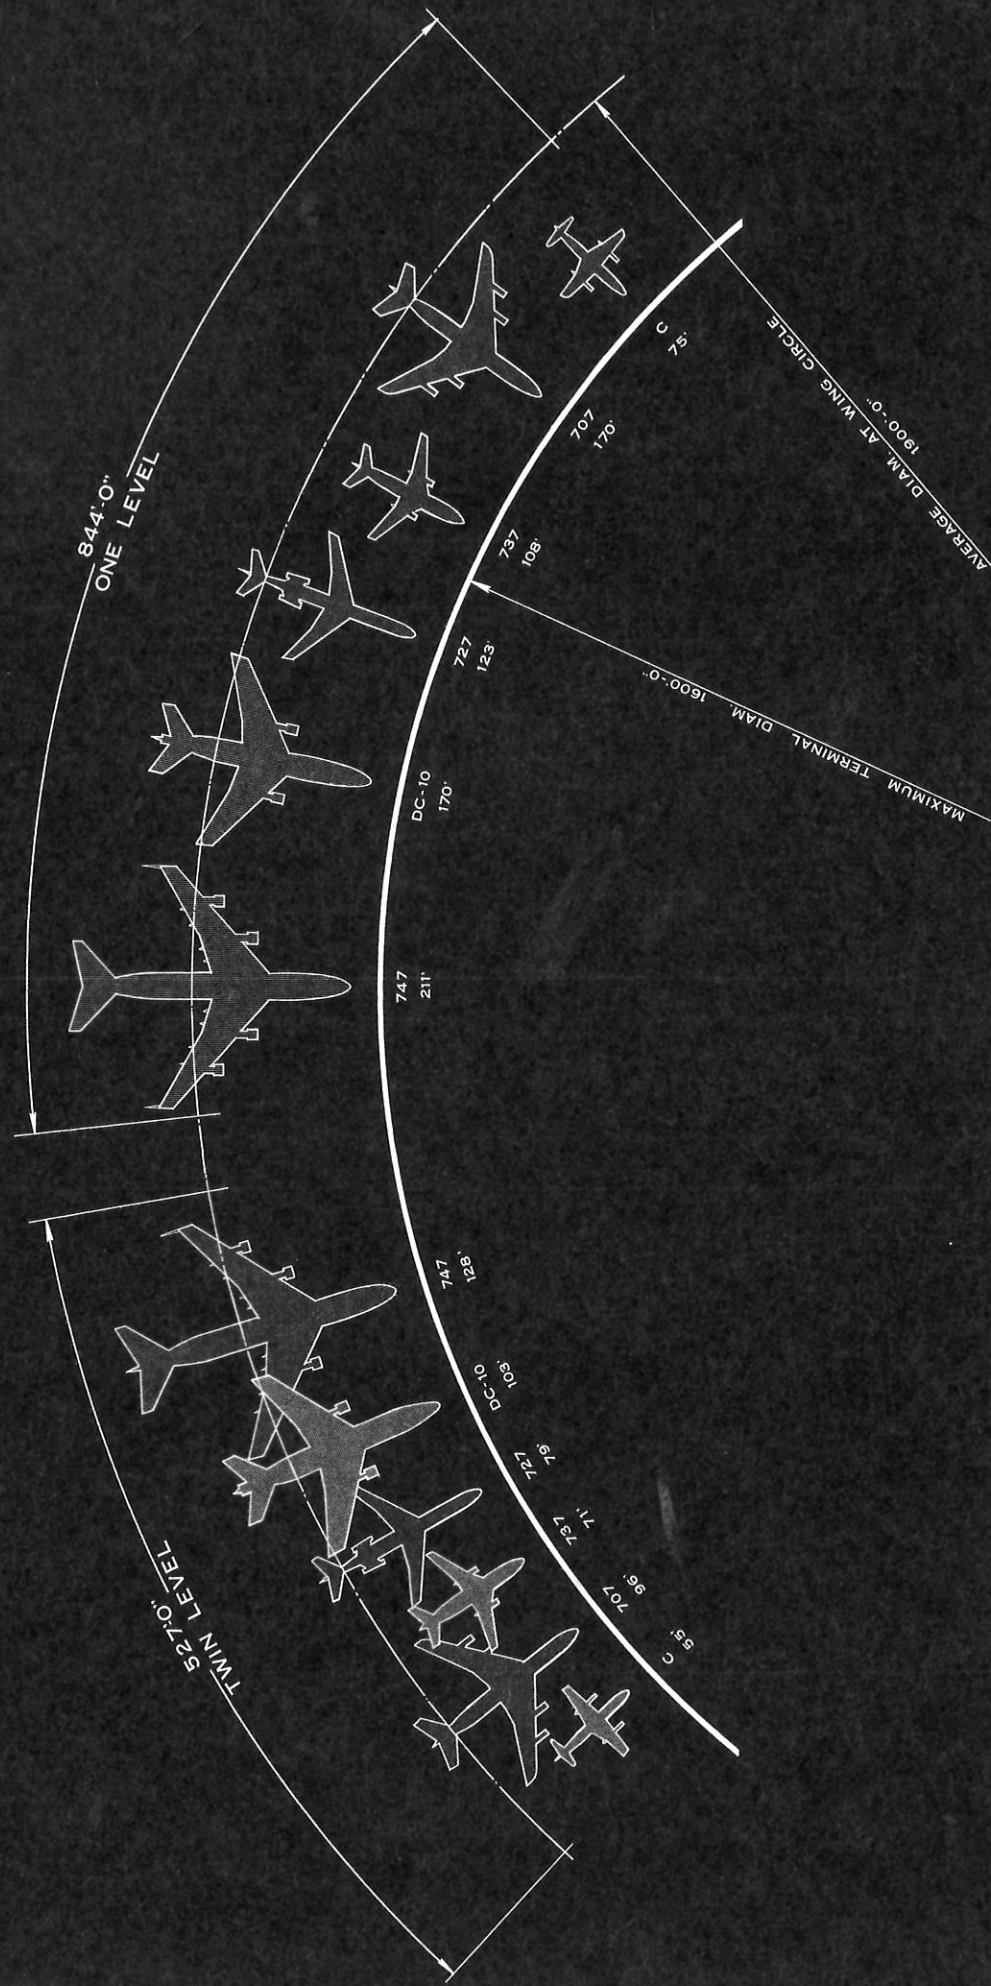 844'-0"
ONE LEVEL
C
75'
707
170'
737
108'
727
123'
DC-10
170'
747
211'
AVERAGE DIAM. AT WING CIRCLE
1900'-0"
MAXIMUM TERMINAL DIAM. 1600'-0"
527'-0"
TWIN LEVEL
747
128'
DC-10
103'
727
79'
737
71'
707
96'
C
55'